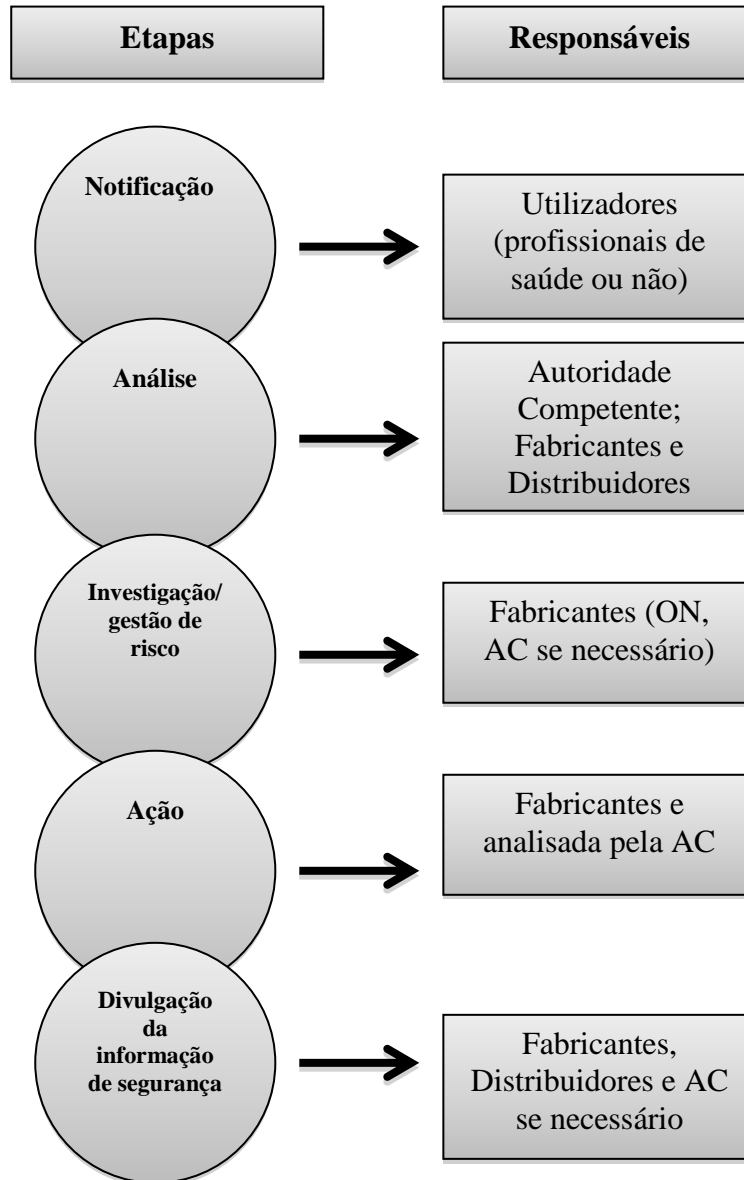 Etapas
Responsáveis
Notificação
Utilizadores
(profissionais de
saúde ou não)
Análise
Autoridade
Competente;
Fabricantes e
Distribuidores
Investigação/
gestão de
risco
Fabricantes (ON,
AC se necessário)
Ação
Fabricantes e
analisada pela AC
Divulgação
da
informação
de segurança
Fabricantes,
Distribuidores e AC
se necessário